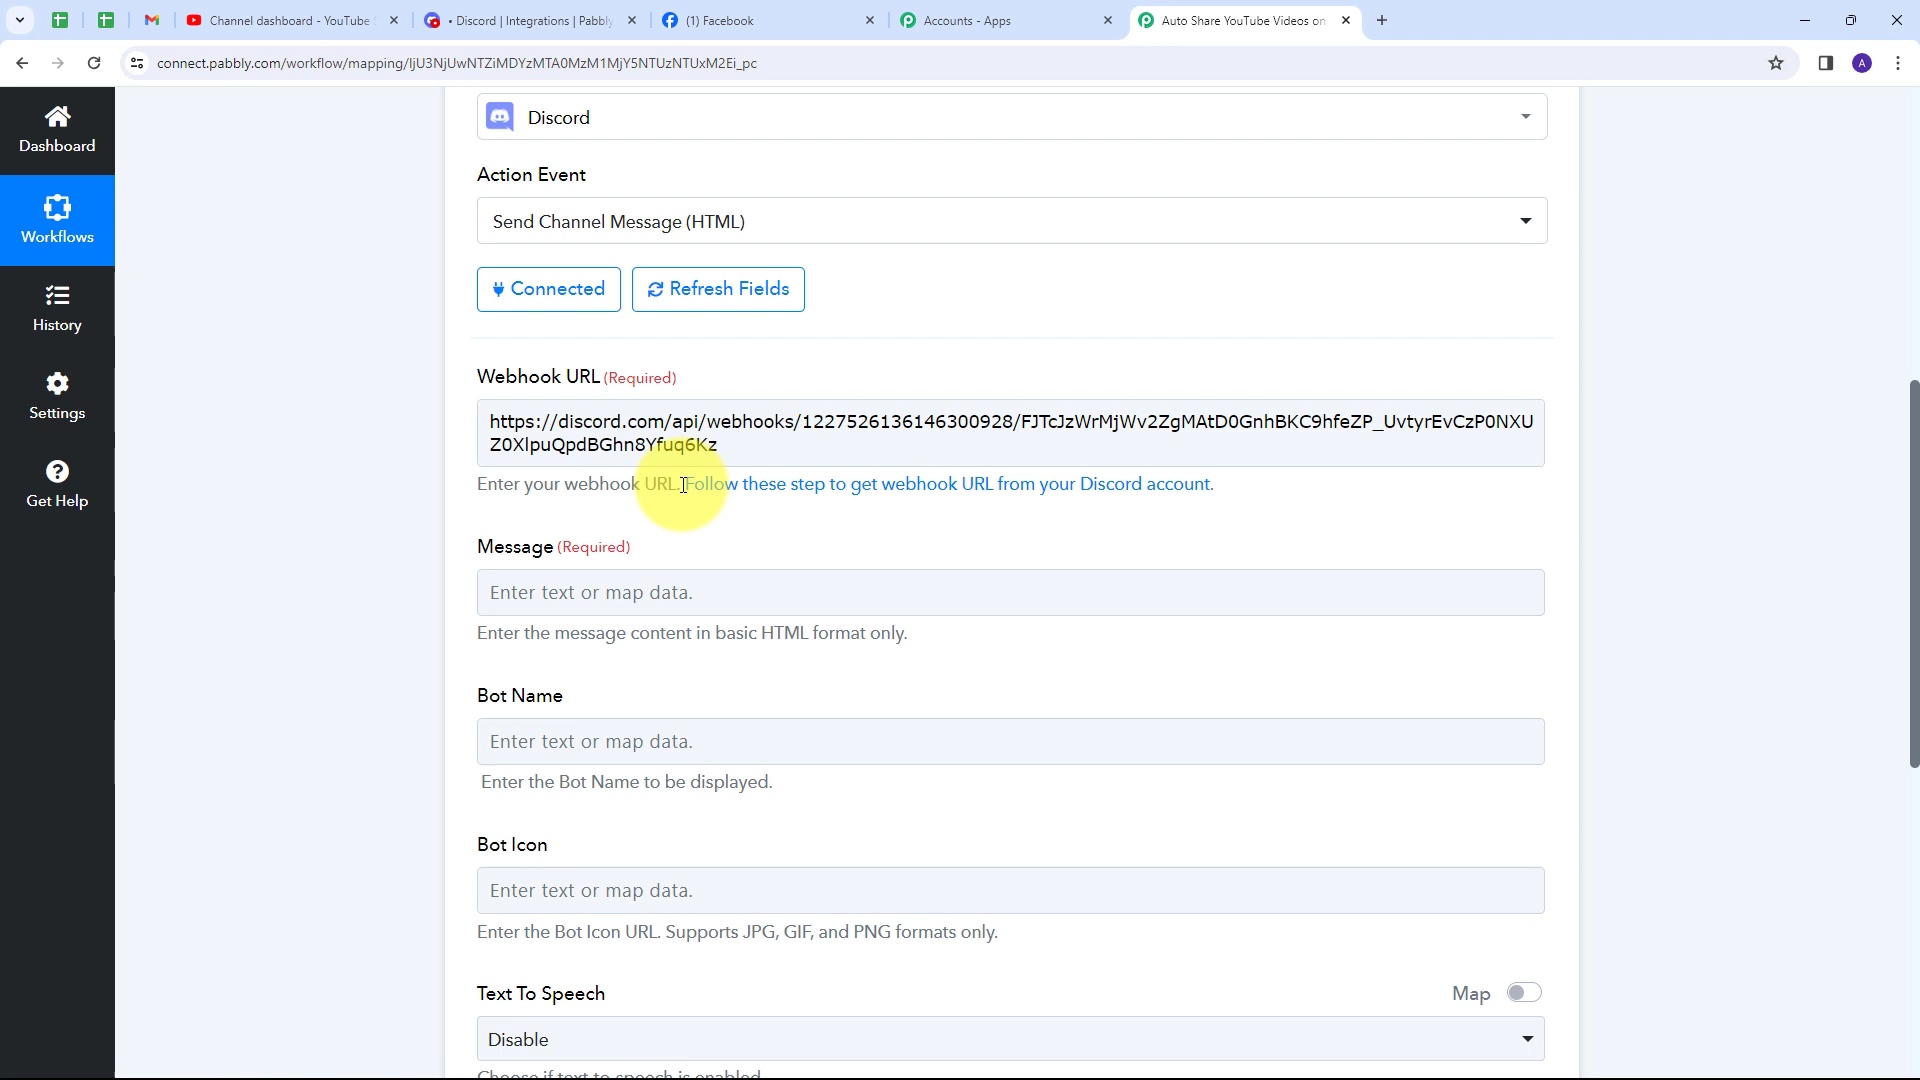 Channel dashboard - YouTube S
• Discord | Integrations | Pabbly
(1) Facebook
Accounts - Apps
Auto Share YouTube Videos on
connect.pabbly.com/workflow/mapping/IjU3NjUwNTZiMDYzMTA0MzM1MjY5NTUzNTUxM2Ei_pc
A
Dashboard
Workflows
History
Settings
Get Help
Discord
Action Event
Send Channel Message (HTML)
Connected
Refresh Fields
Webhook URL (Required)
https://discord.com/api/webhooks/1227526136146300928/FJTcJzWrMjWv2ZgMAtD0GnhBKC9hfeZP_UvtyrEvCzP0NXU
Z0XlpuQpdBGhn8Yfuq6Kz
Enter your webhook URL. Follow these step to get webhook URL from your Discord account.
Message (Required)
Enter text or map data.
Enter the message content in basic HTML format only.
Bot Name
Enter text or map data.
Enter the Bot Name to be displayed.
Bot Icon
Enter text or map data.
Enter the Bot Icon URL. Supports JPG, GIF, and PNG formats only.
Text To Speech
Map
Disable
Choose if text to speech is enabled.